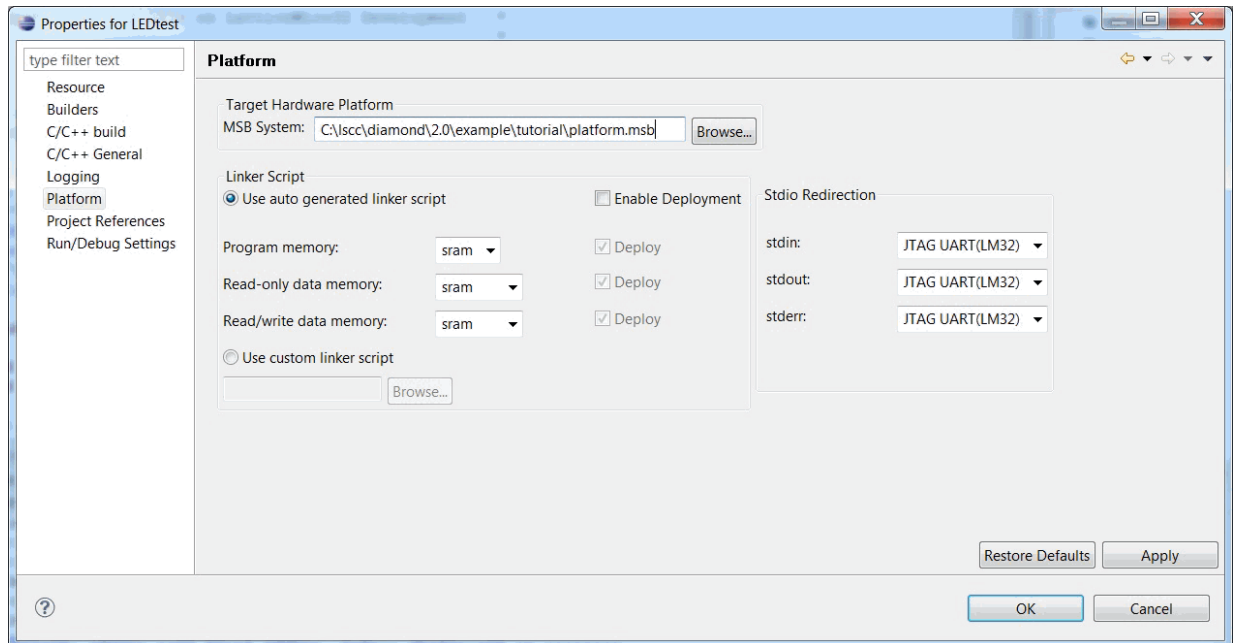 Properties for LEDtest
type filter text
Resource
Builders
C/C++ build
C/C++ General
Logging
Platform
Project References
Run/Debug Settings
Platform
Target Hardware Platform
MSB System: C:\lscc\diamond\2.0\example\tutorial\platform.msb Browse...
Linker Script
Use auto generated linker script Enable Deployment
Program memory: sram Deploy
Read-only data memory: sram Deploy
Read/write data memory: sram Deploy
Use custom linker script
Browse...
Stdio Redirection
stdin: JTAG UART(LM32)
stdout: JTAG UART(LM32)
stderr: JTAG UART(LM32)
Restore Defaults Apply
? OK Cancel